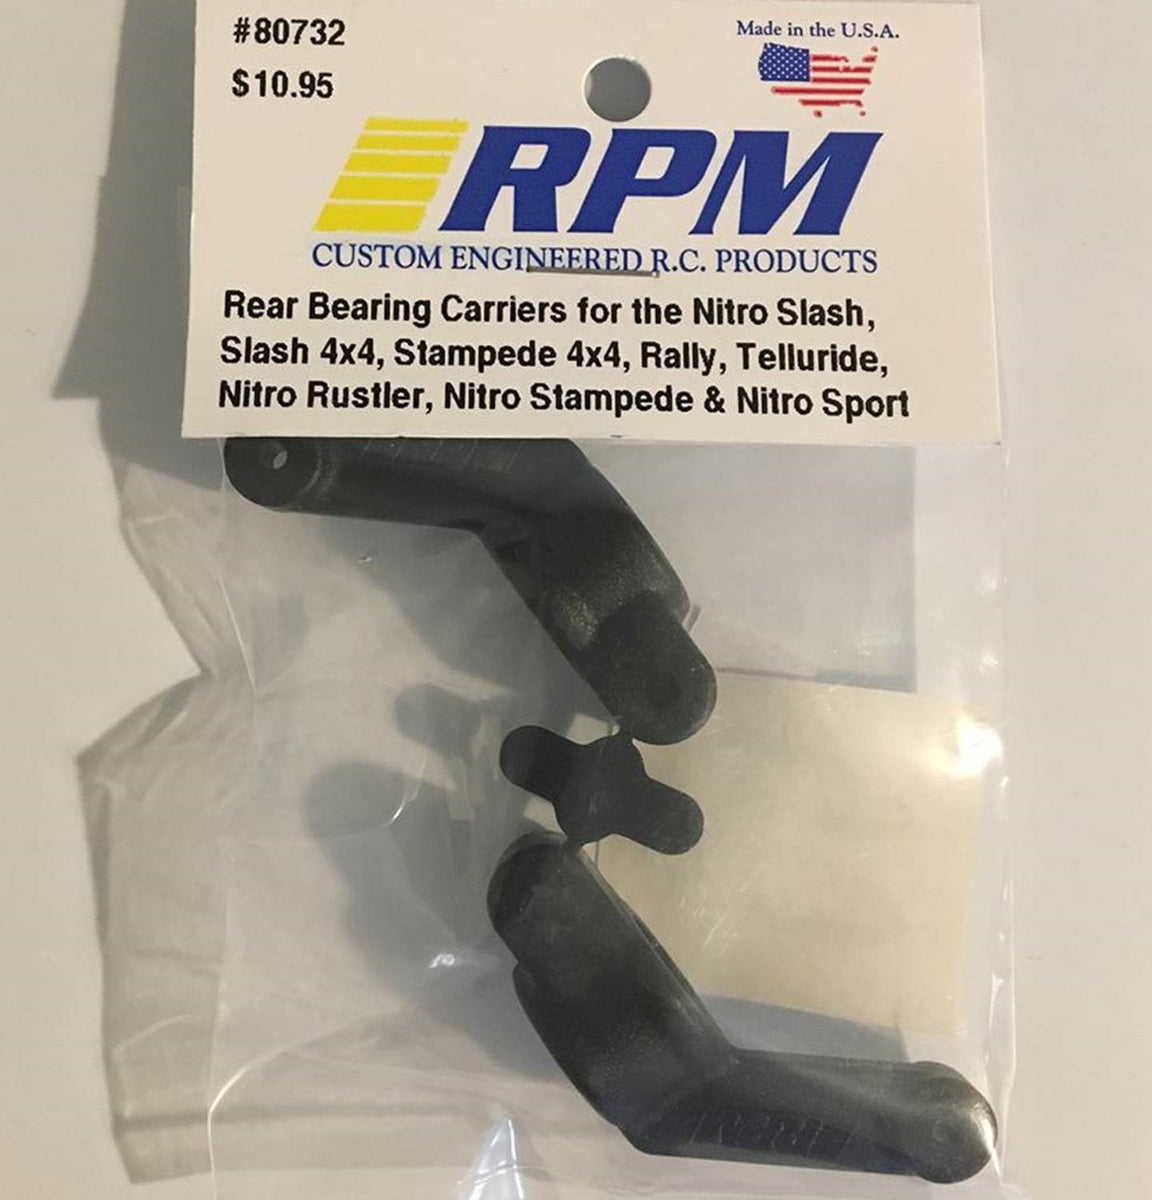 #80732
$10.95
Made in the U.S.A.
RPM
CUSTOM ENGINEERED R.C. PRODUCTS
Rear Bearing Carriers for the Nitro Slash,
Slash 4x4, Stampede 4x4, Rally, Telluride,
Nitro Rustler, Nitro Stampede & Nitro Sport
RPM